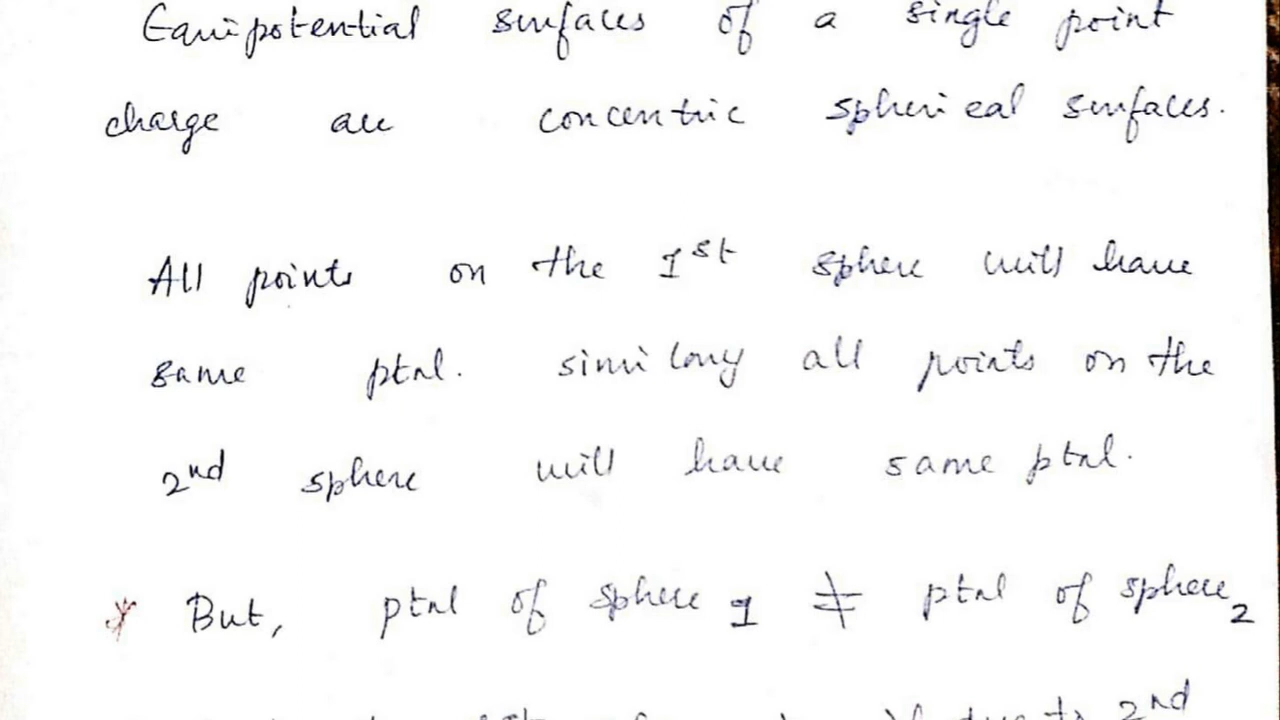 Equipotential surfaces of a single point
charge are concentric spherical surfaces.
All points on the 1st sphere will have
same ptnl. similarly all points on the
2nd sphere will have same ptnl.
* But, ptnl of sphere 1 ≠ ptnl of sphere 2
2nd